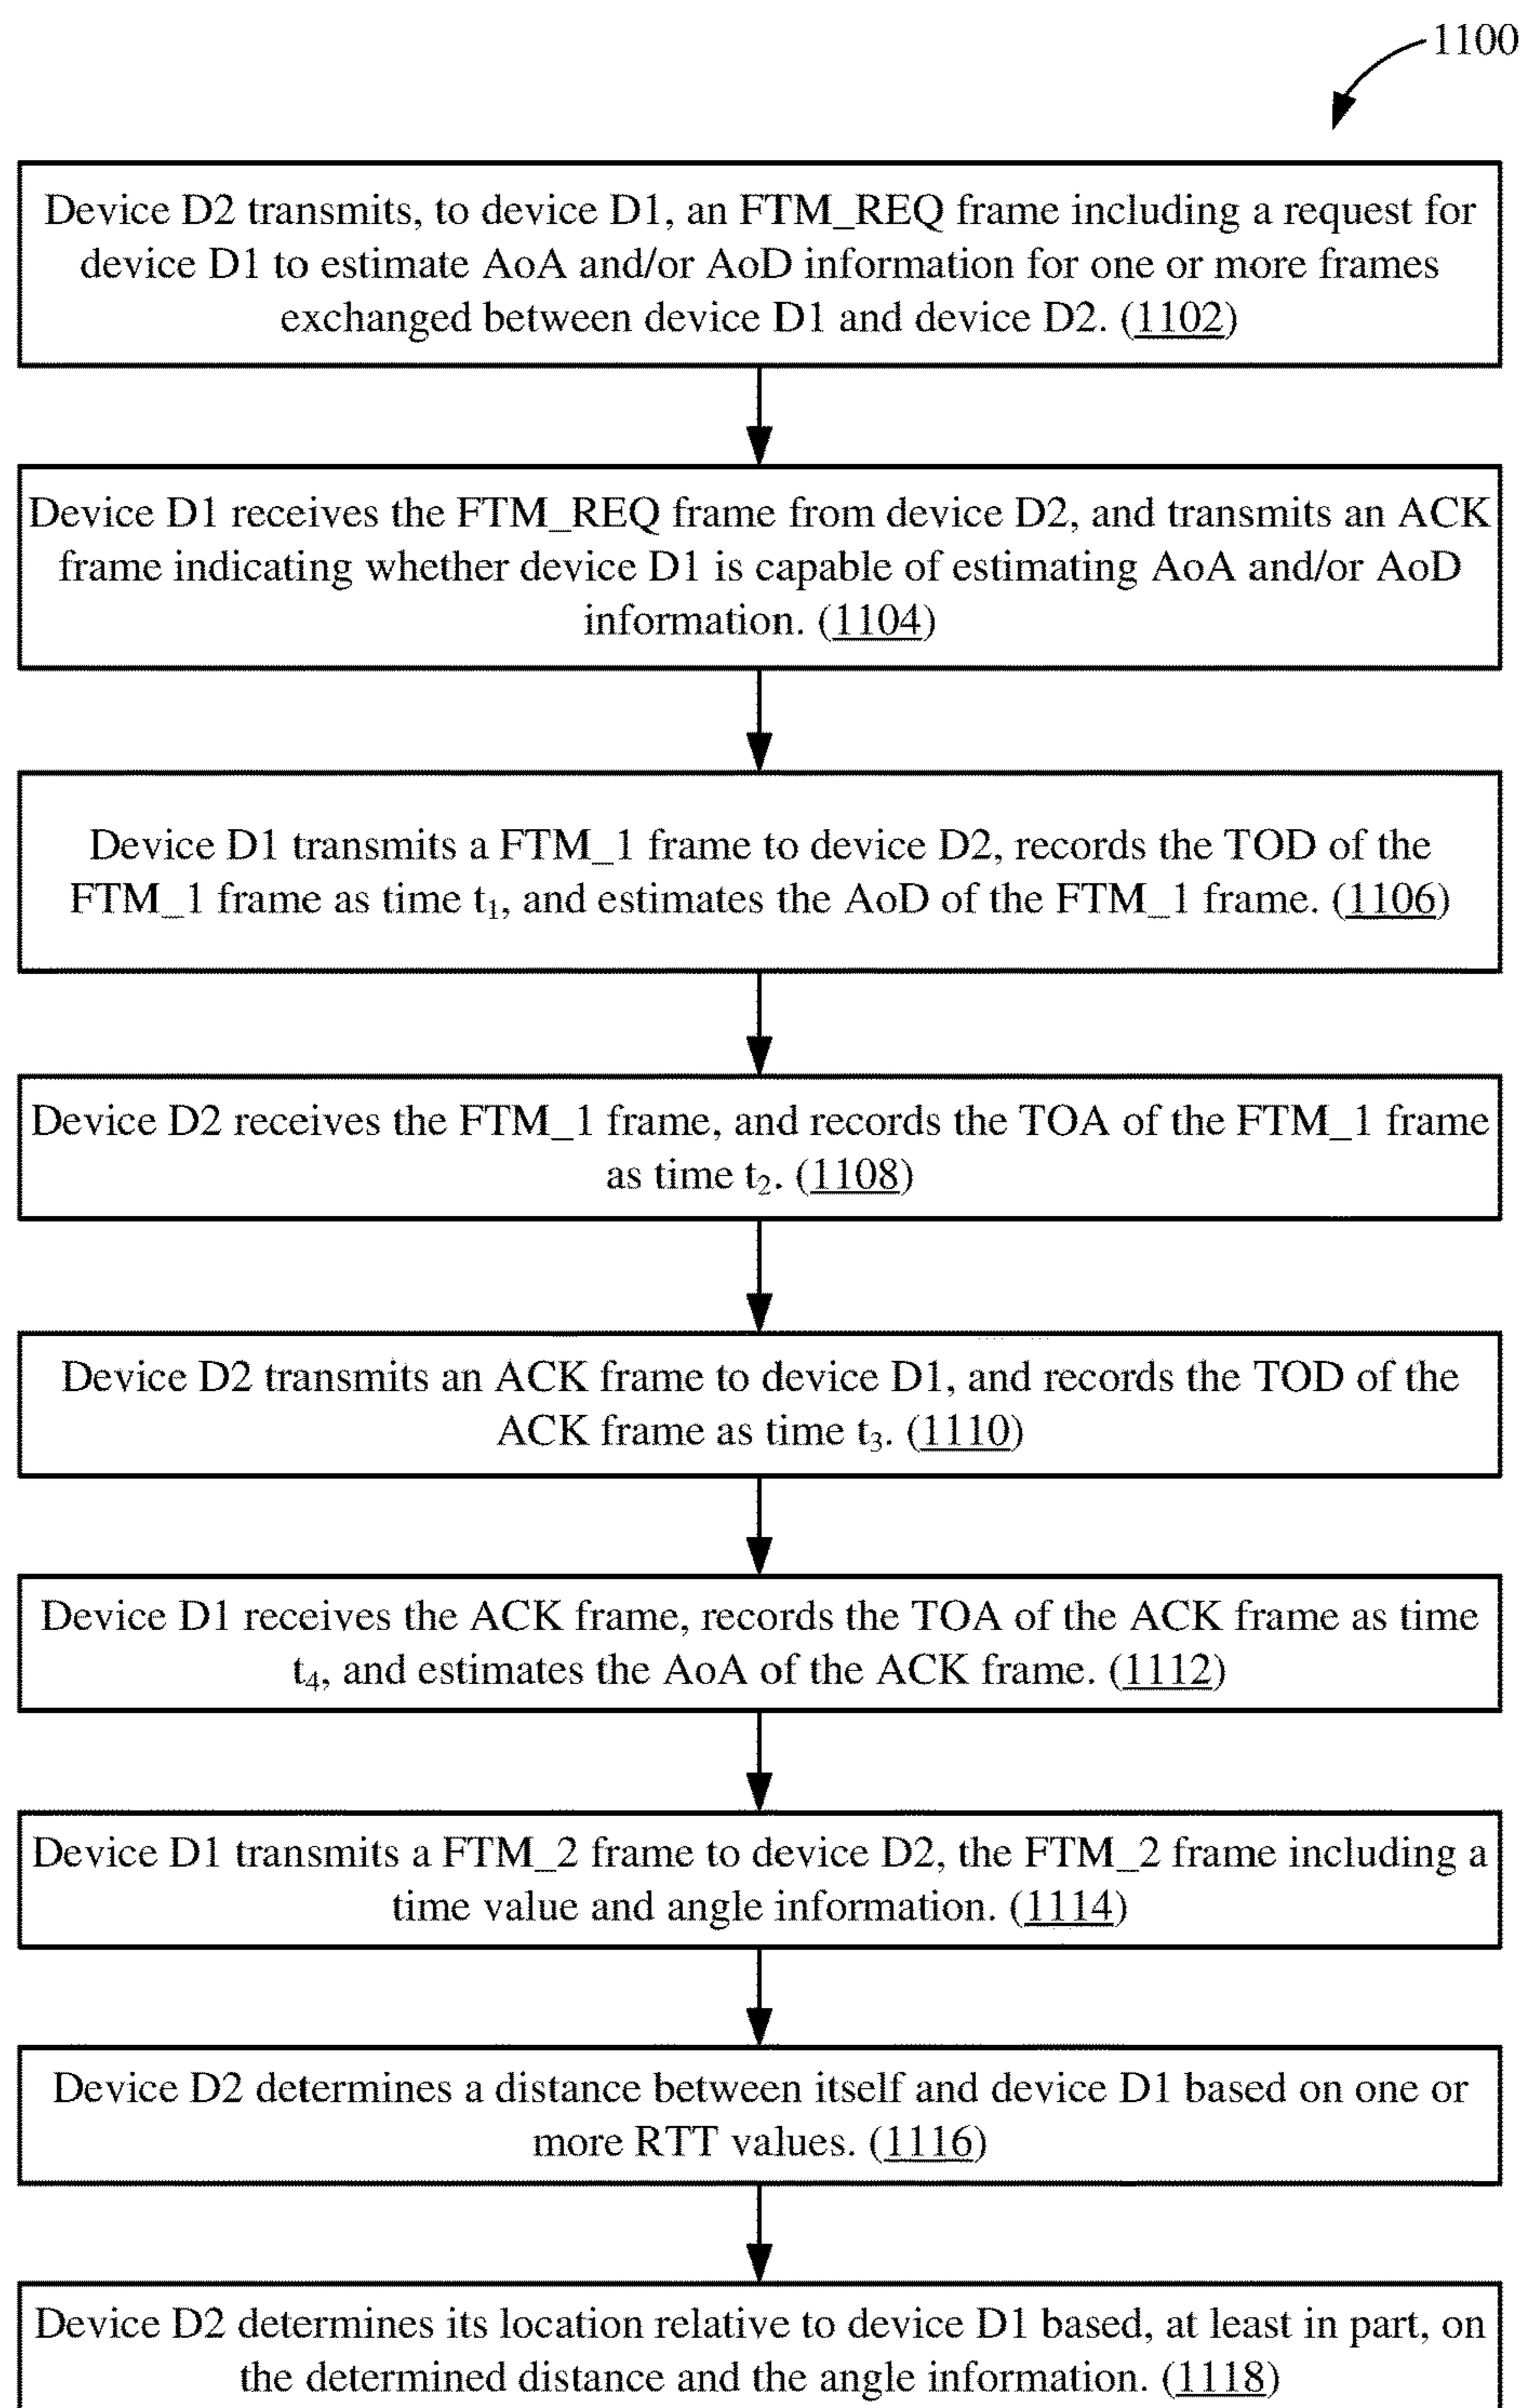 1100
Device D2 transmits, to device D1, an FTM_REQ frame including a request for
device D1 to estimate AoA and/or AoD information for one or more frames
exchanged between device D1 and device D2. (1102)
Device D1 receives the FTM_REQ frame from device D2, and transmits an ACK
frame indicating whether device D1 is capable of estimating AoA and/or AoD
information. (1104)
Device D1 transmits a FTM_1 frame to device D2, records the TOD of the
FTM_1 frame as time t₁, and estimates the AoD of the FTM_1 frame. (1106)
Device D2 receives the FTM_1 frame, and records the TOA of the FTM_1 frame
as time t₂. (1108)
Device D2 transmits an ACK frame to device D1, and records the TOD of the
ACK frame as time t₃. (1110)
Device D1 receives the ACK frame, records the TOA of the ACK frame as time
t₄, and estimates the AoA of the ACK frame. (1112)
Device D1 transmits a FTM_2 frame to device D2, the FTM_2 frame including a
time value and angle information. (1114)
Device D2 determines a distance between itself and device D1 based on one or
more RTT values. (1116)
Device D2 determines its location relative to device D1 based, at least in part, on
the determined distance and the angle information. (1118)